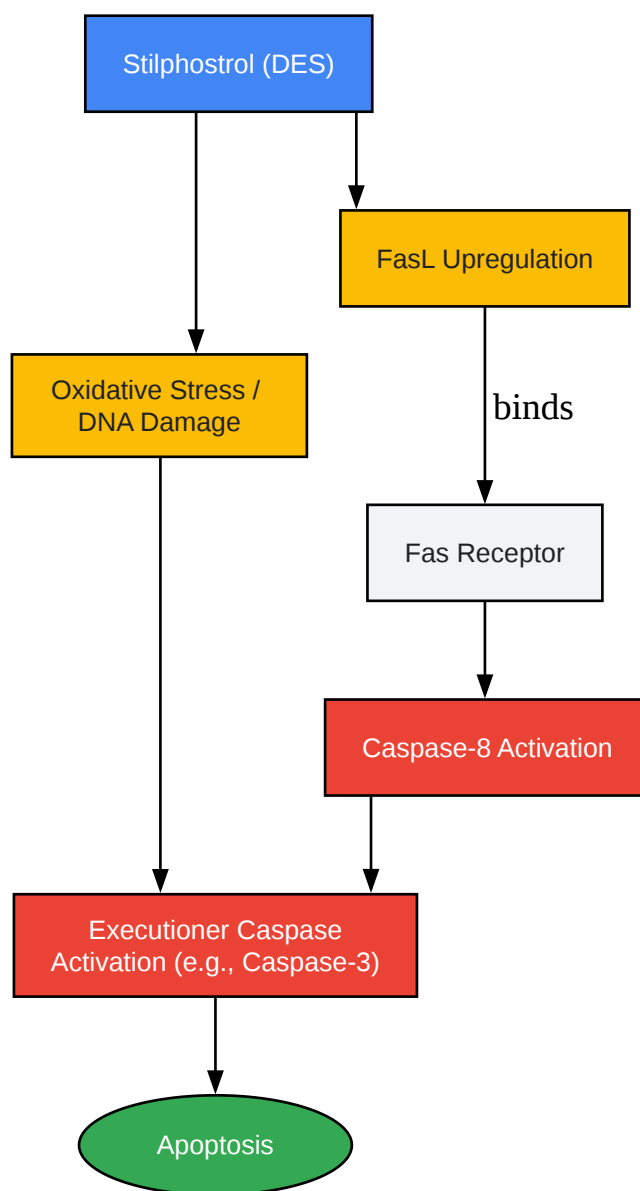 Stilphostrol (DES)
FasL Upregulation
Oxidative Stress /
DNA Damage
binds
Fas Receptor
Caspase-8 Activation
Executioner Caspase
Activation (e.g., Caspase-3)
Apoptosis